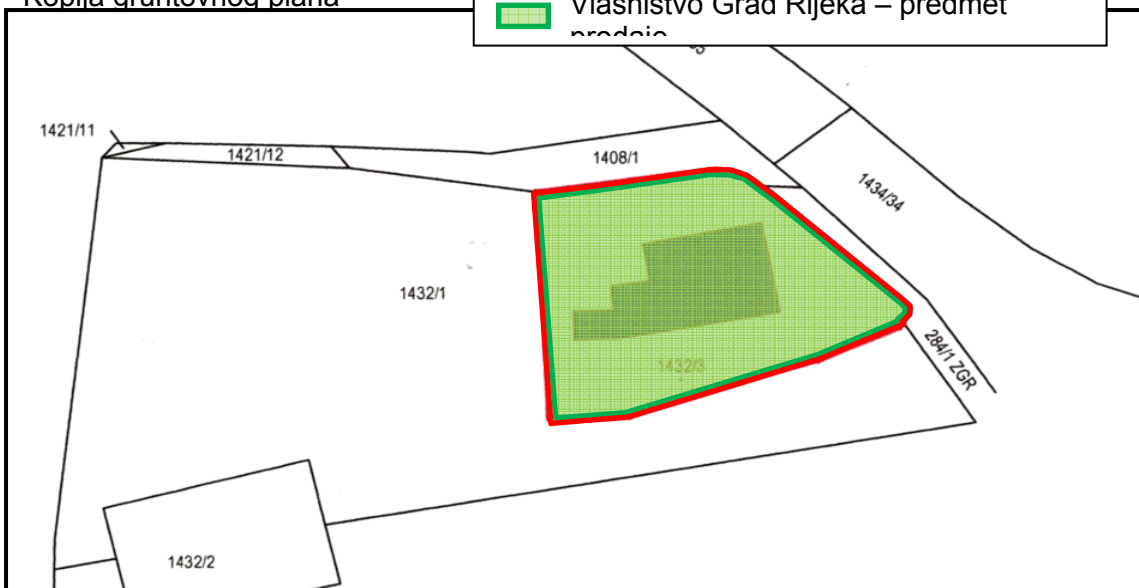 Kopija gruntovnog plana
Vlasništvo Grad Rijeka – predmet
prodaje
1421/11
1421/12
1408/1
1434/34
1432/1
284/1 ZGR
1432/3
1432/2